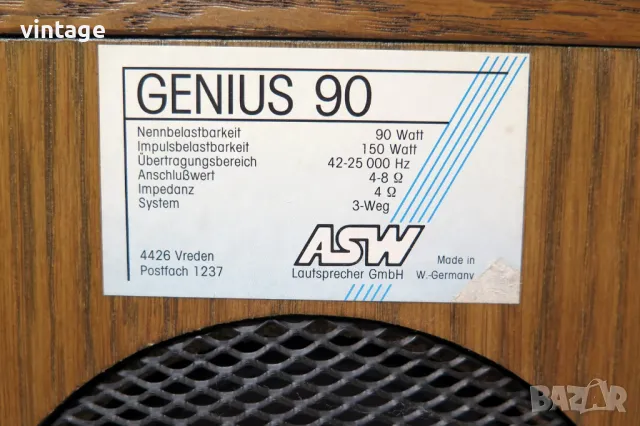 vintage
GENIUS 90
Nennbelastbarkeit 90 Watt
Impulsbelastbarkeit 150 Watt
Übertragungsbereich 42-25 000 Hz
Anschlußwert 4-8 Ω
Impedanz 4 Ω
System 3-Weg
4426 Vreden
Postfach 1237
ASW
Lautsprecher GmbH
Made in
W.-Germany
BAZAR
bg